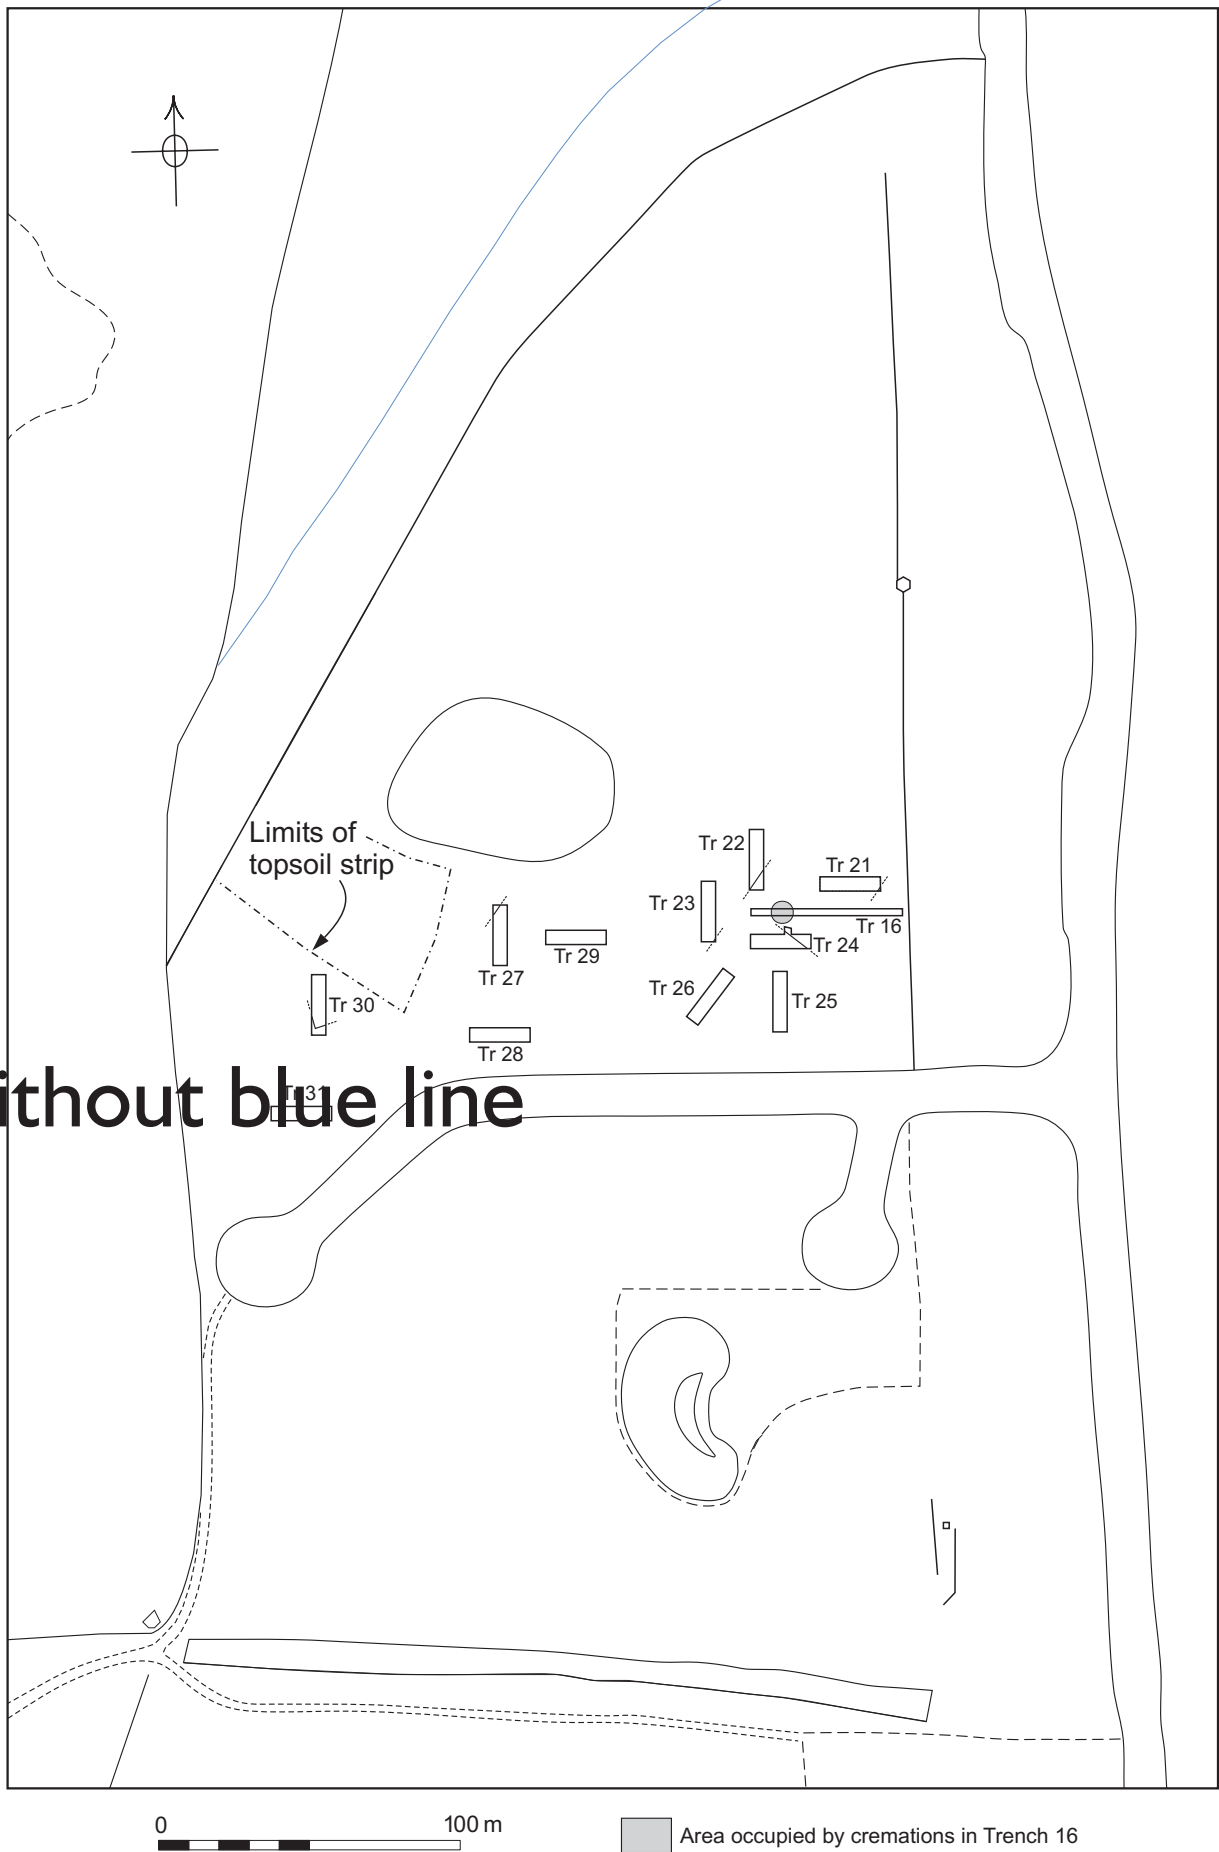 Limits of
topsoil strip
Tr 22
Tr 21
Tr 23
Tr 16
Tr 24
Tr 29
Tr 27
Tr 26
Tr 25
Tr 30
Tr 28
Tr 31
ithout blue line
0 100 m
Area occupied by cremations in Trench 16